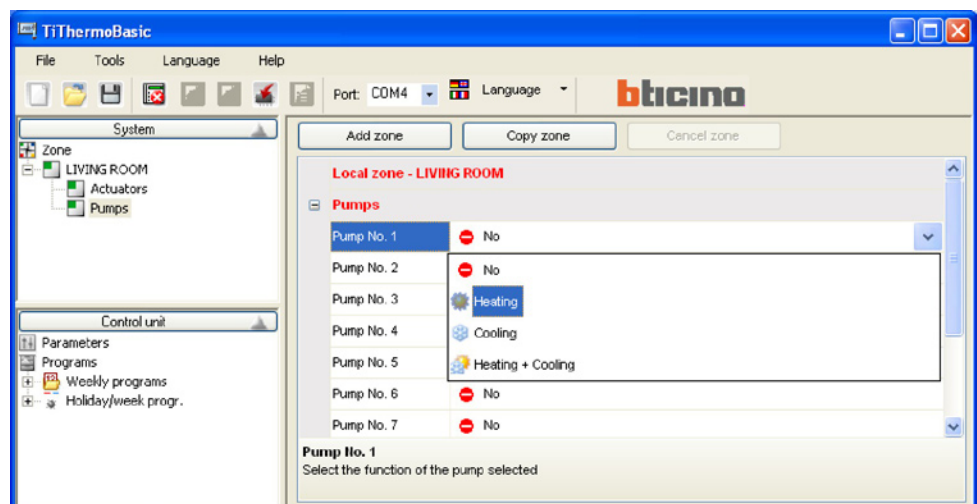 TiThermoBasic
File Tools Language Help
Port: COM4 Language bticino
System
Zone
LIVING ROOM
Actuators
Pumps
Control unit
Parameters
Programs
Weekly programs
Holiday/week progr.
Add zone Copy zone Cancel zone
Local zone - LIVING ROOM
Pumps
Pump No. 1 No
Pump No. 2 No
Pump No. 3 Heating
Pump No. 4 Cooling
Pump No. 5 Heating + Cooling
Pump No. 6 No
Pump No. 7 No
Pump No. 1
Select the function of the pump selected